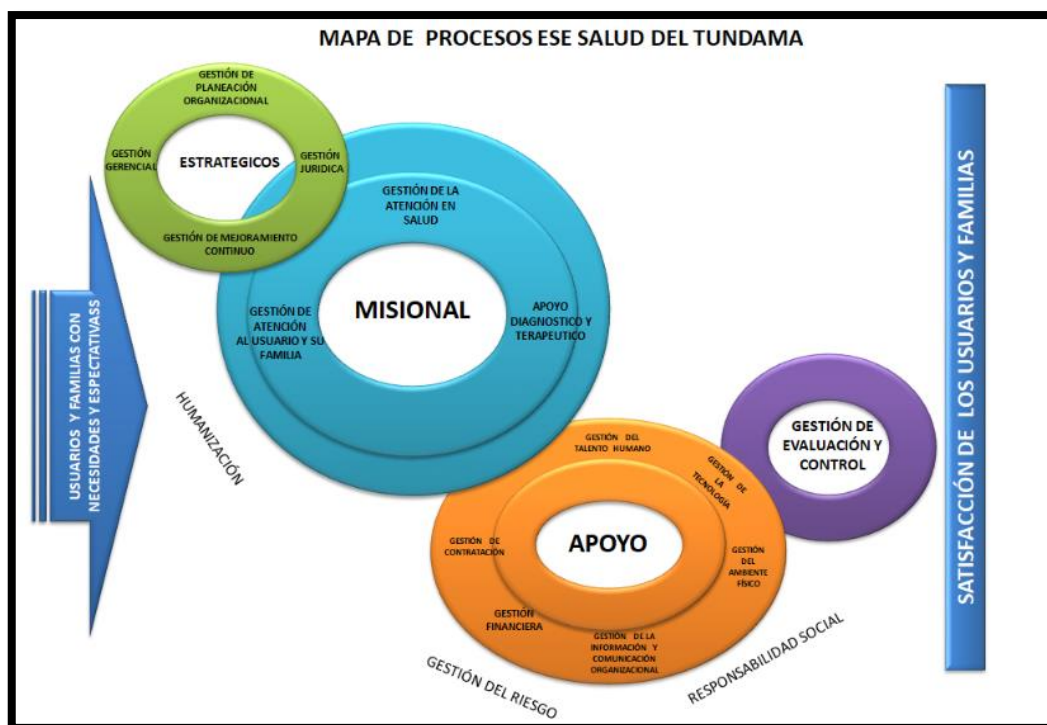 MAPA DE PROCESOS ESE SALUD DEL TUNDAMA
GESTIÓN DE
PLANEACIÓN
ORGANIZACIONAL
GESTIÓN
GERENCIAL
ESTRATEGICOS
GESTIÓN
JURIDICA
GESTIÓN DE MEJORAMIENTO
CONTINUO
GESTIÓN DE LA
ATENCIÓN EN
SALUD
MISIONAL
GESTIÓN DE
ATENCIÓN
AL USUARIO Y SU
FAMILIA
APOYO
DIAGNOSTICO Y
TERAPEUTICO
USUARIOS Y FAMILIAS CON
NECESIDADES Y ESPECTATIVASS
HUMANIZACIÓN
GESTIÓN DEL
TALENTO HUMANO
GESTIÓN DE
LA
TECNOLOGÍA
GESTIÓN DE
CONTRATACIÓN
APOYO
GESTIÓN
DEL
AMBIENTE
FÍSICO
GESTIÓN
FINANCIERA
GESTIÓN DE LA
INFORMACIÓN Y
COMUNICACIÓN
ORGANIZACIONAL
GESTIÓN DE
EVALUACIÓN Y
CONTROL
GESTIÓN DEL RIESGO
RESPONSABILIDAD SOCIAL
SATISFACCIÓN DE LOS USUARIOS Y FAMILIAS